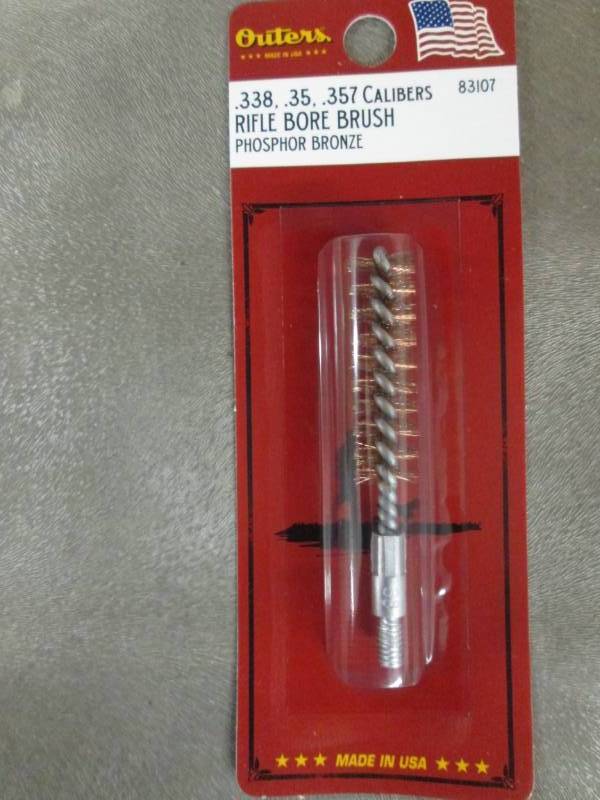 Outers.
★ ★ ★ MADE IN USA ★ ★ ★
.338, .35, .357 CALIBERS 83107
RIFLE BORE BRUSH
PHOSPHOR BRONZE
★ ★ ★ MADE IN USA ★ ★ ★